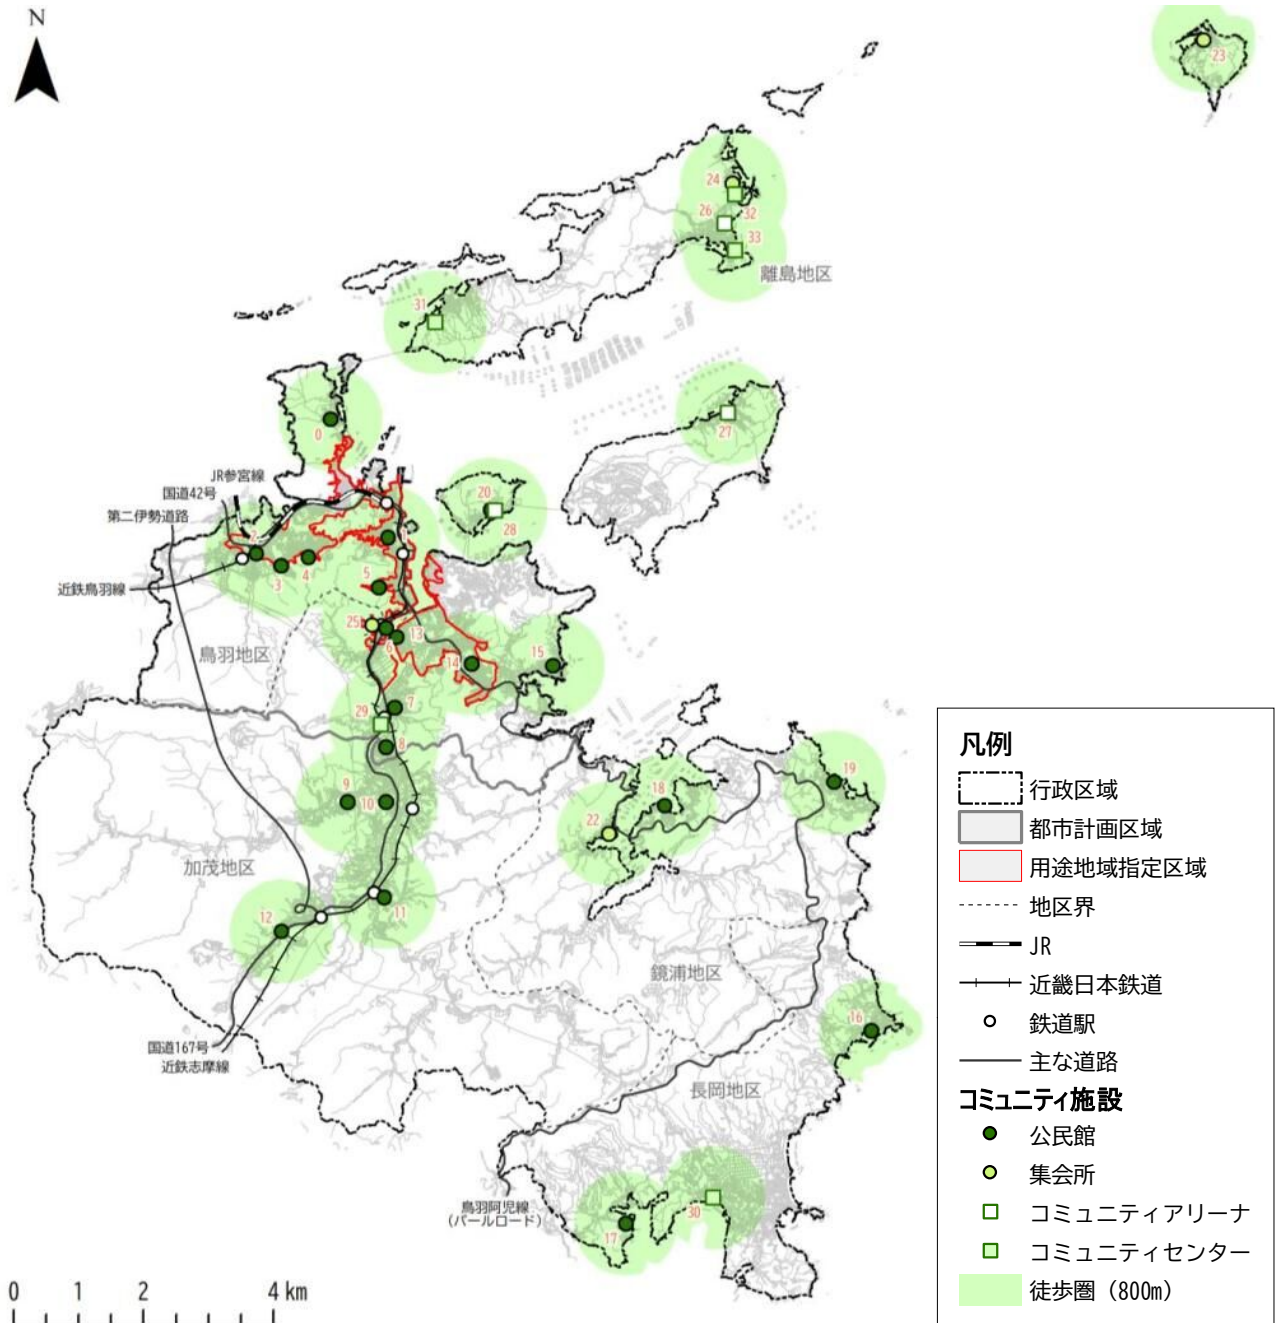 N
23
24
32
26
33
離島地区
31
27
0
JR参宮線
国道42号
第二伊勢道路
20
28
2
1
3
4
5
近鉄鳥羽線
25
13
6
14
15
鳥羽地区
7
29
8
9
10
18
19
22
加茂地区
11
12
鏡浦地区
16
国道167号
近鉄志摩線
長岡地区
鳥羽阿児線
(パールロード)
17
30
0 1 2 4 km
凡例
行政区域
都市計画区域
用途地域指定区域
地区界
JR
近畿日本鉄道
鉄道駅
主な道路
コミュニティ施設
公民館
集会所
コミュニティアリーナ
コミュニティセンター
徒歩圏（800m）